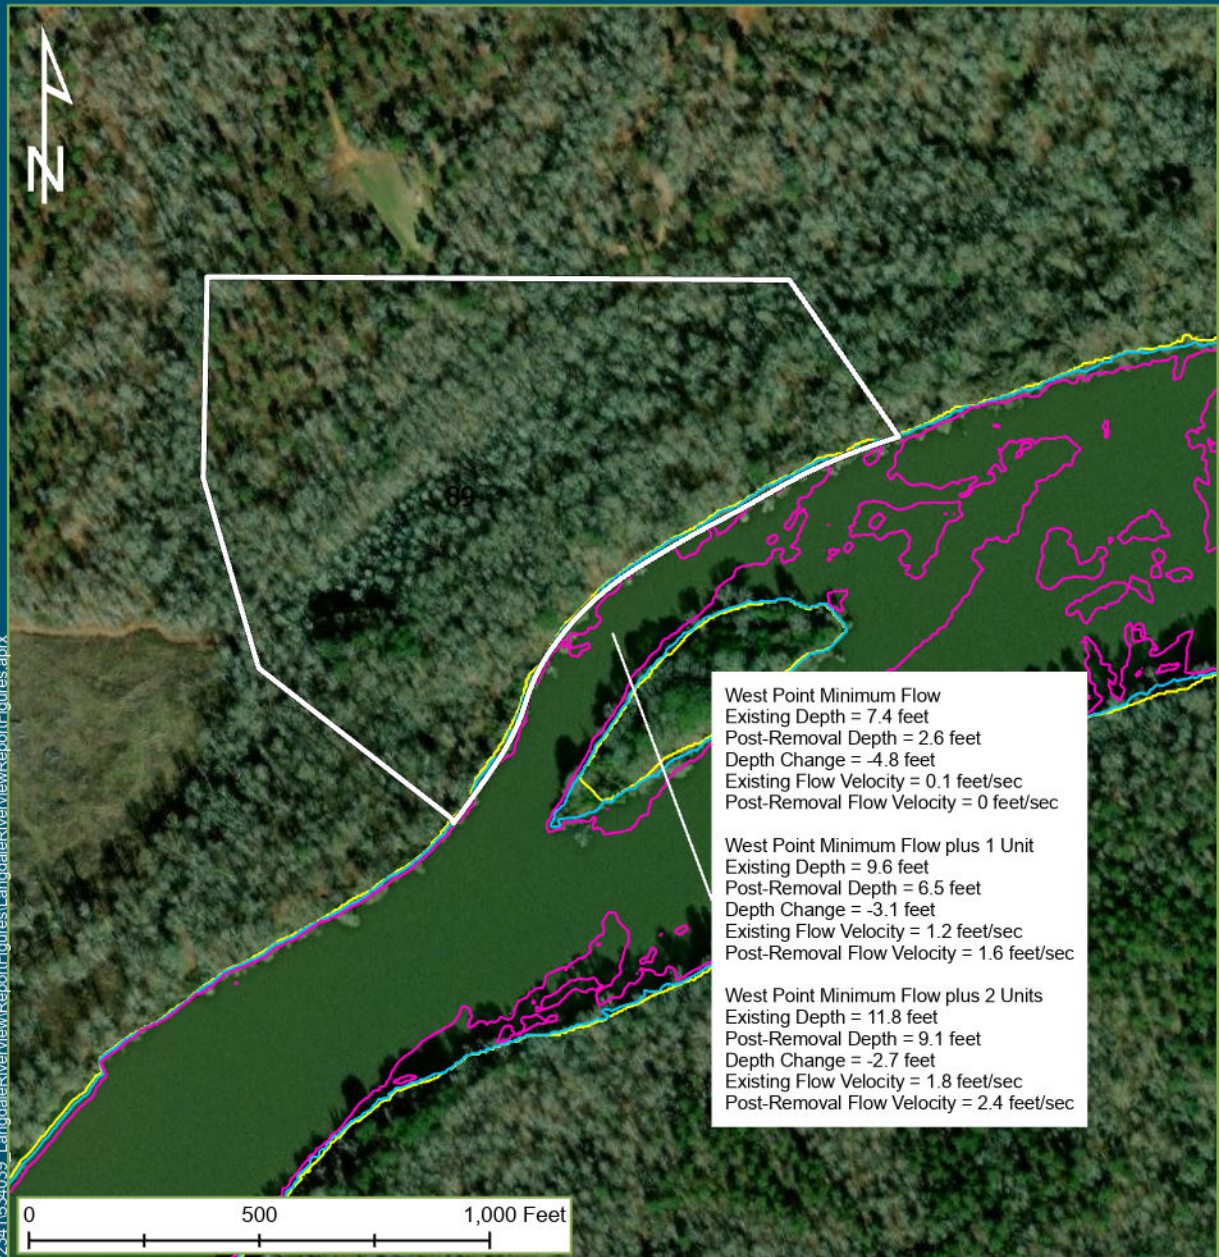 N
89
West Point Minimum Flow
Existing Depth = 7.4 feet
Post-Removal Depth = 2.6 feet
Depth Change = -4.8 feet
Existing Flow Velocity = 0.1 feet/sec
Post-Removal Flow Velocity = 0 feet/sec
West Point Minimum Flow plus 1 Unit
Existing Depth = 9.6 feet
Post-Removal Depth = 6.5 feet
Depth Change = -3.1 feet
Existing Flow Velocity = 1.2 feet/sec
Post-Removal Flow Velocity = 1.6 feet/sec
West Point Minimum Flow plus 2 Units
Existing Depth = 11.8 feet
Post-Removal Depth = 9.1 feet
Depth Change = -2.7 feet
Existing Flow Velocity = 1.8 feet/sec
Post-Removal Flow Velocity = 2.4 feet/sec
0 500 1,000 Feet